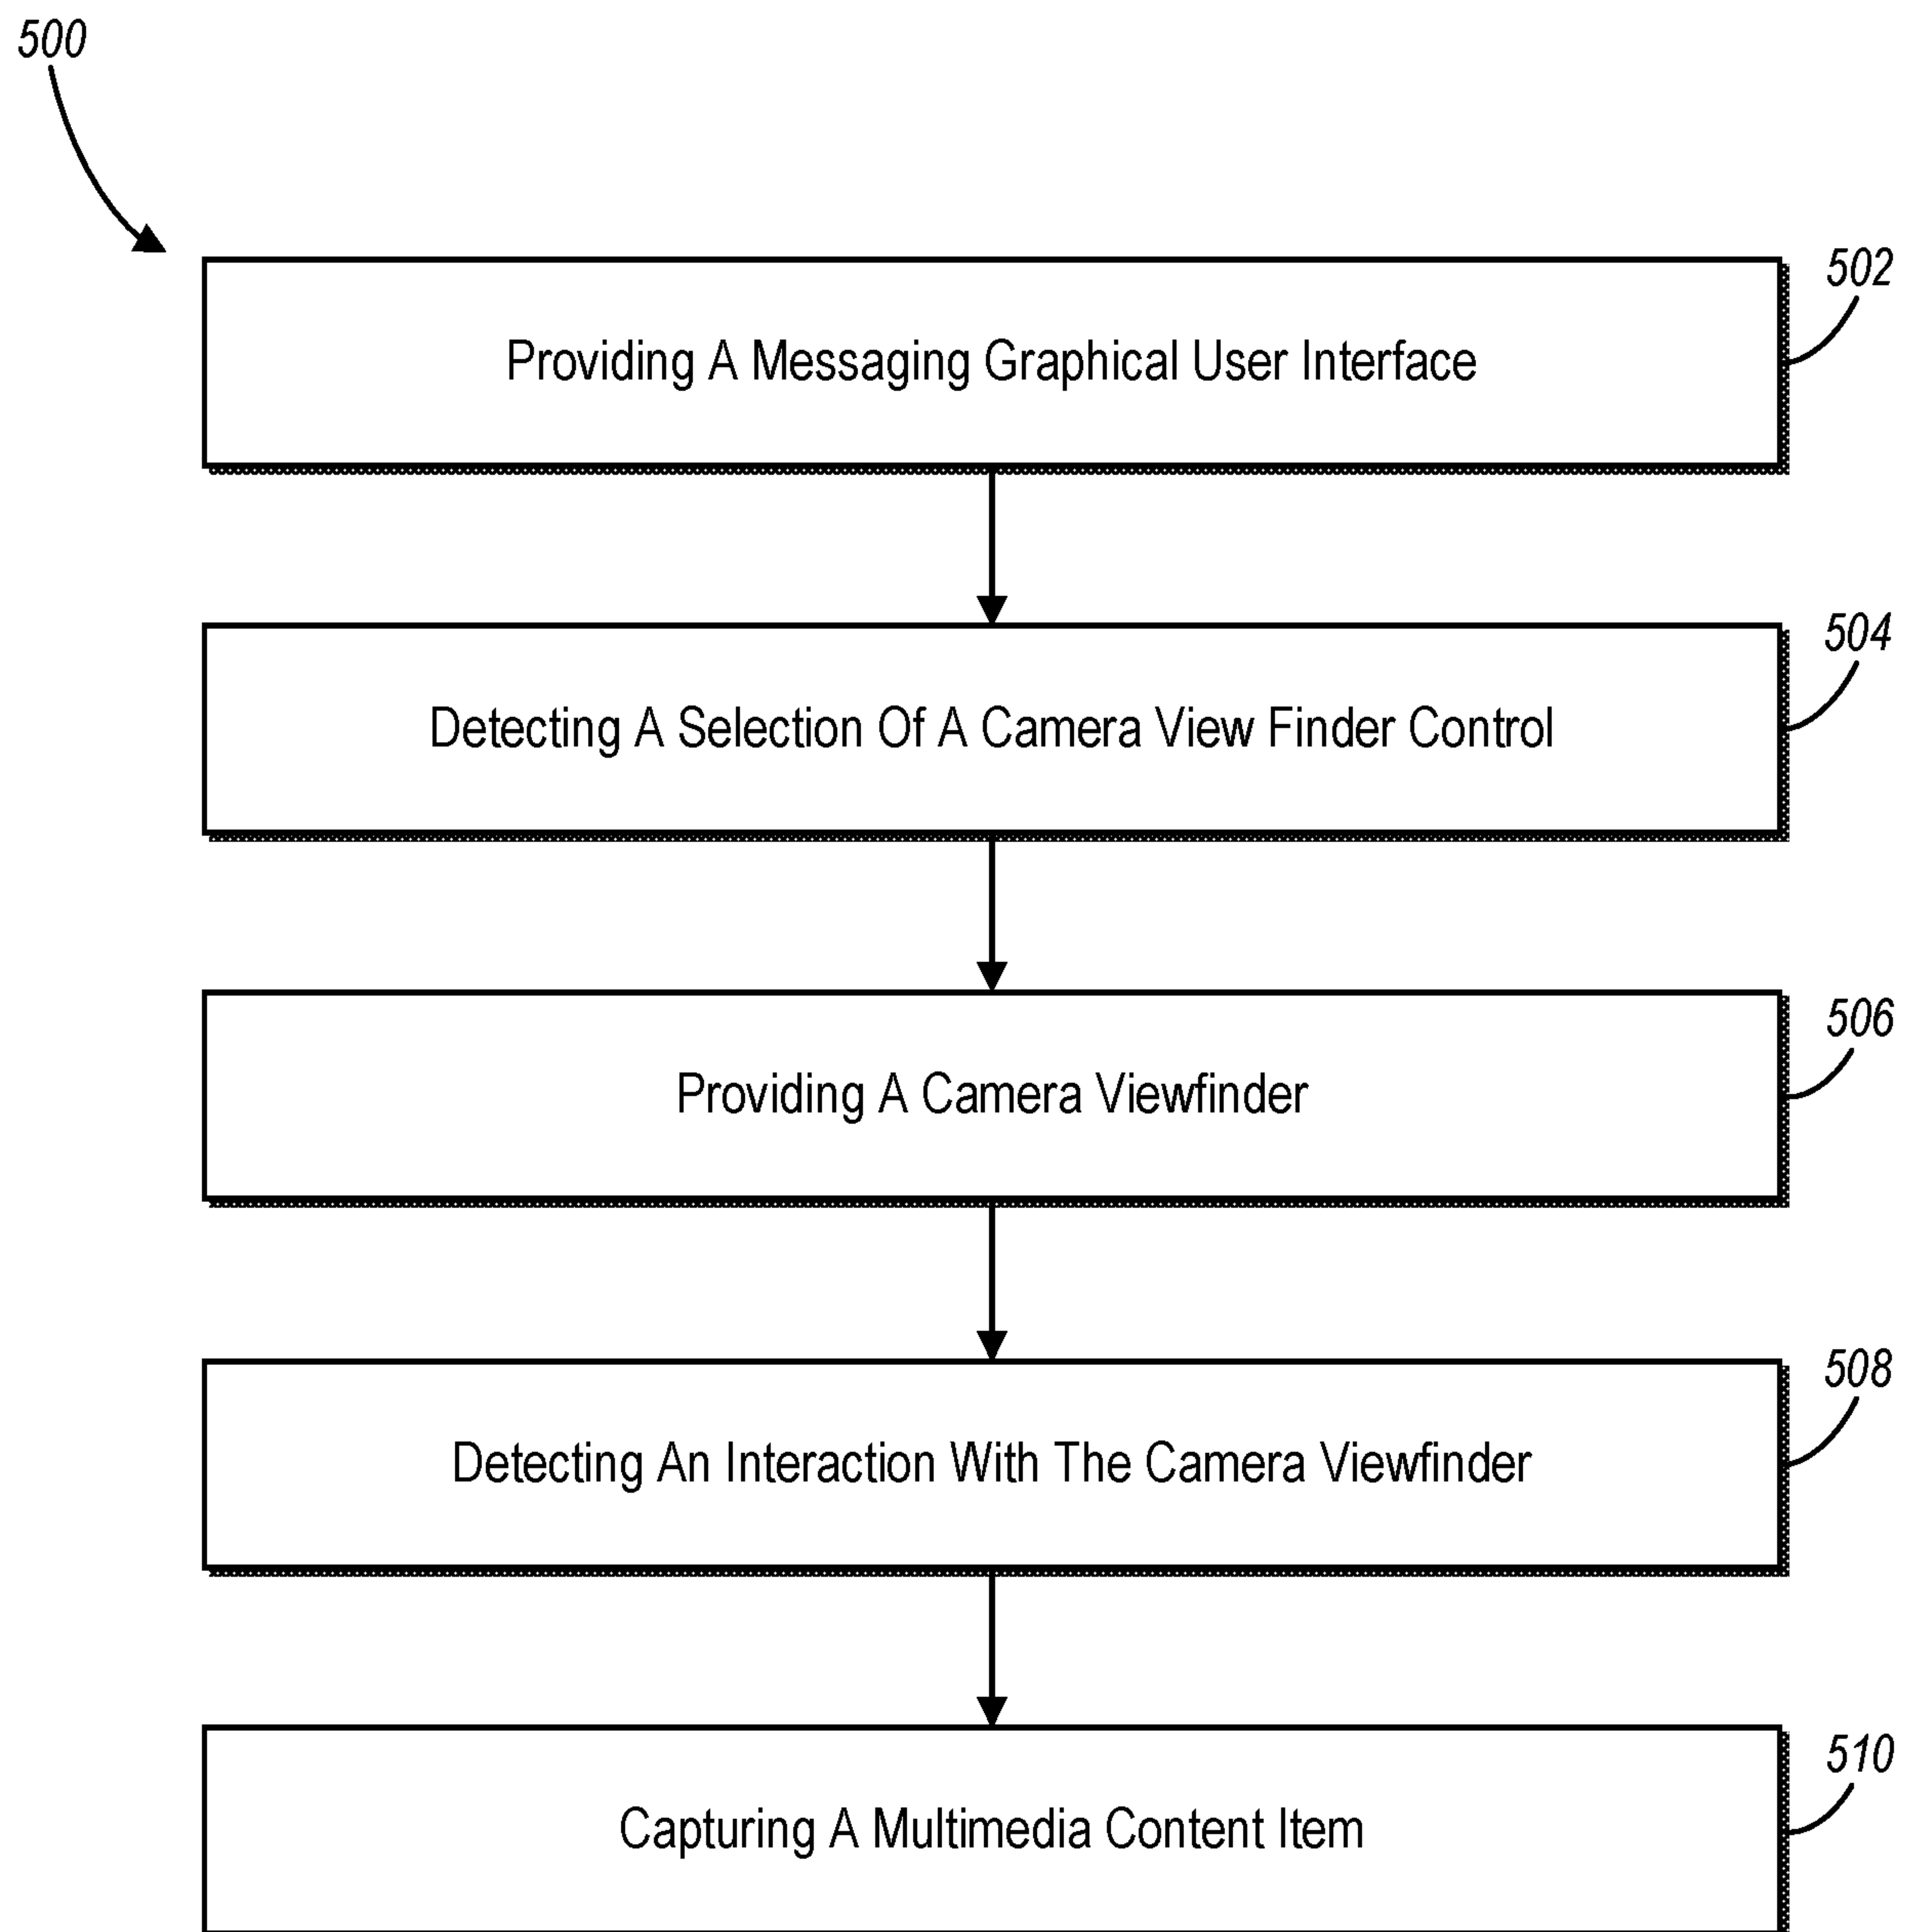 500
502
Providing A Messaging Graphical User Interface
504
Detecting A Selection Of A Camera View Finder Control
506
Providing A Camera Viewfinder
508
Detecting An Interaction With The Camera Viewfinder
510
Capturing A Multimedia Content Item